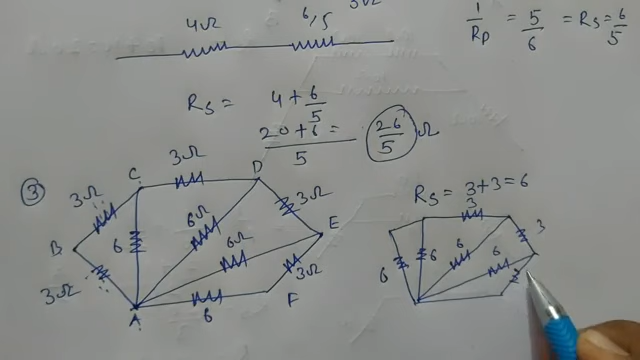 3Ω
4Ω 6/5
1/Rp = 5/6 = Rs = 6/5
Rs = 4 + 6/5
20 + 6 = 26/5 Ω
5
③
3Ω C 3Ω D
3Ω 6Ω 3Ω
B 6 6Ω E
3Ω 3Ω
A 6 F
Rs = 3+3 = 6
3
6 6 6 6 3